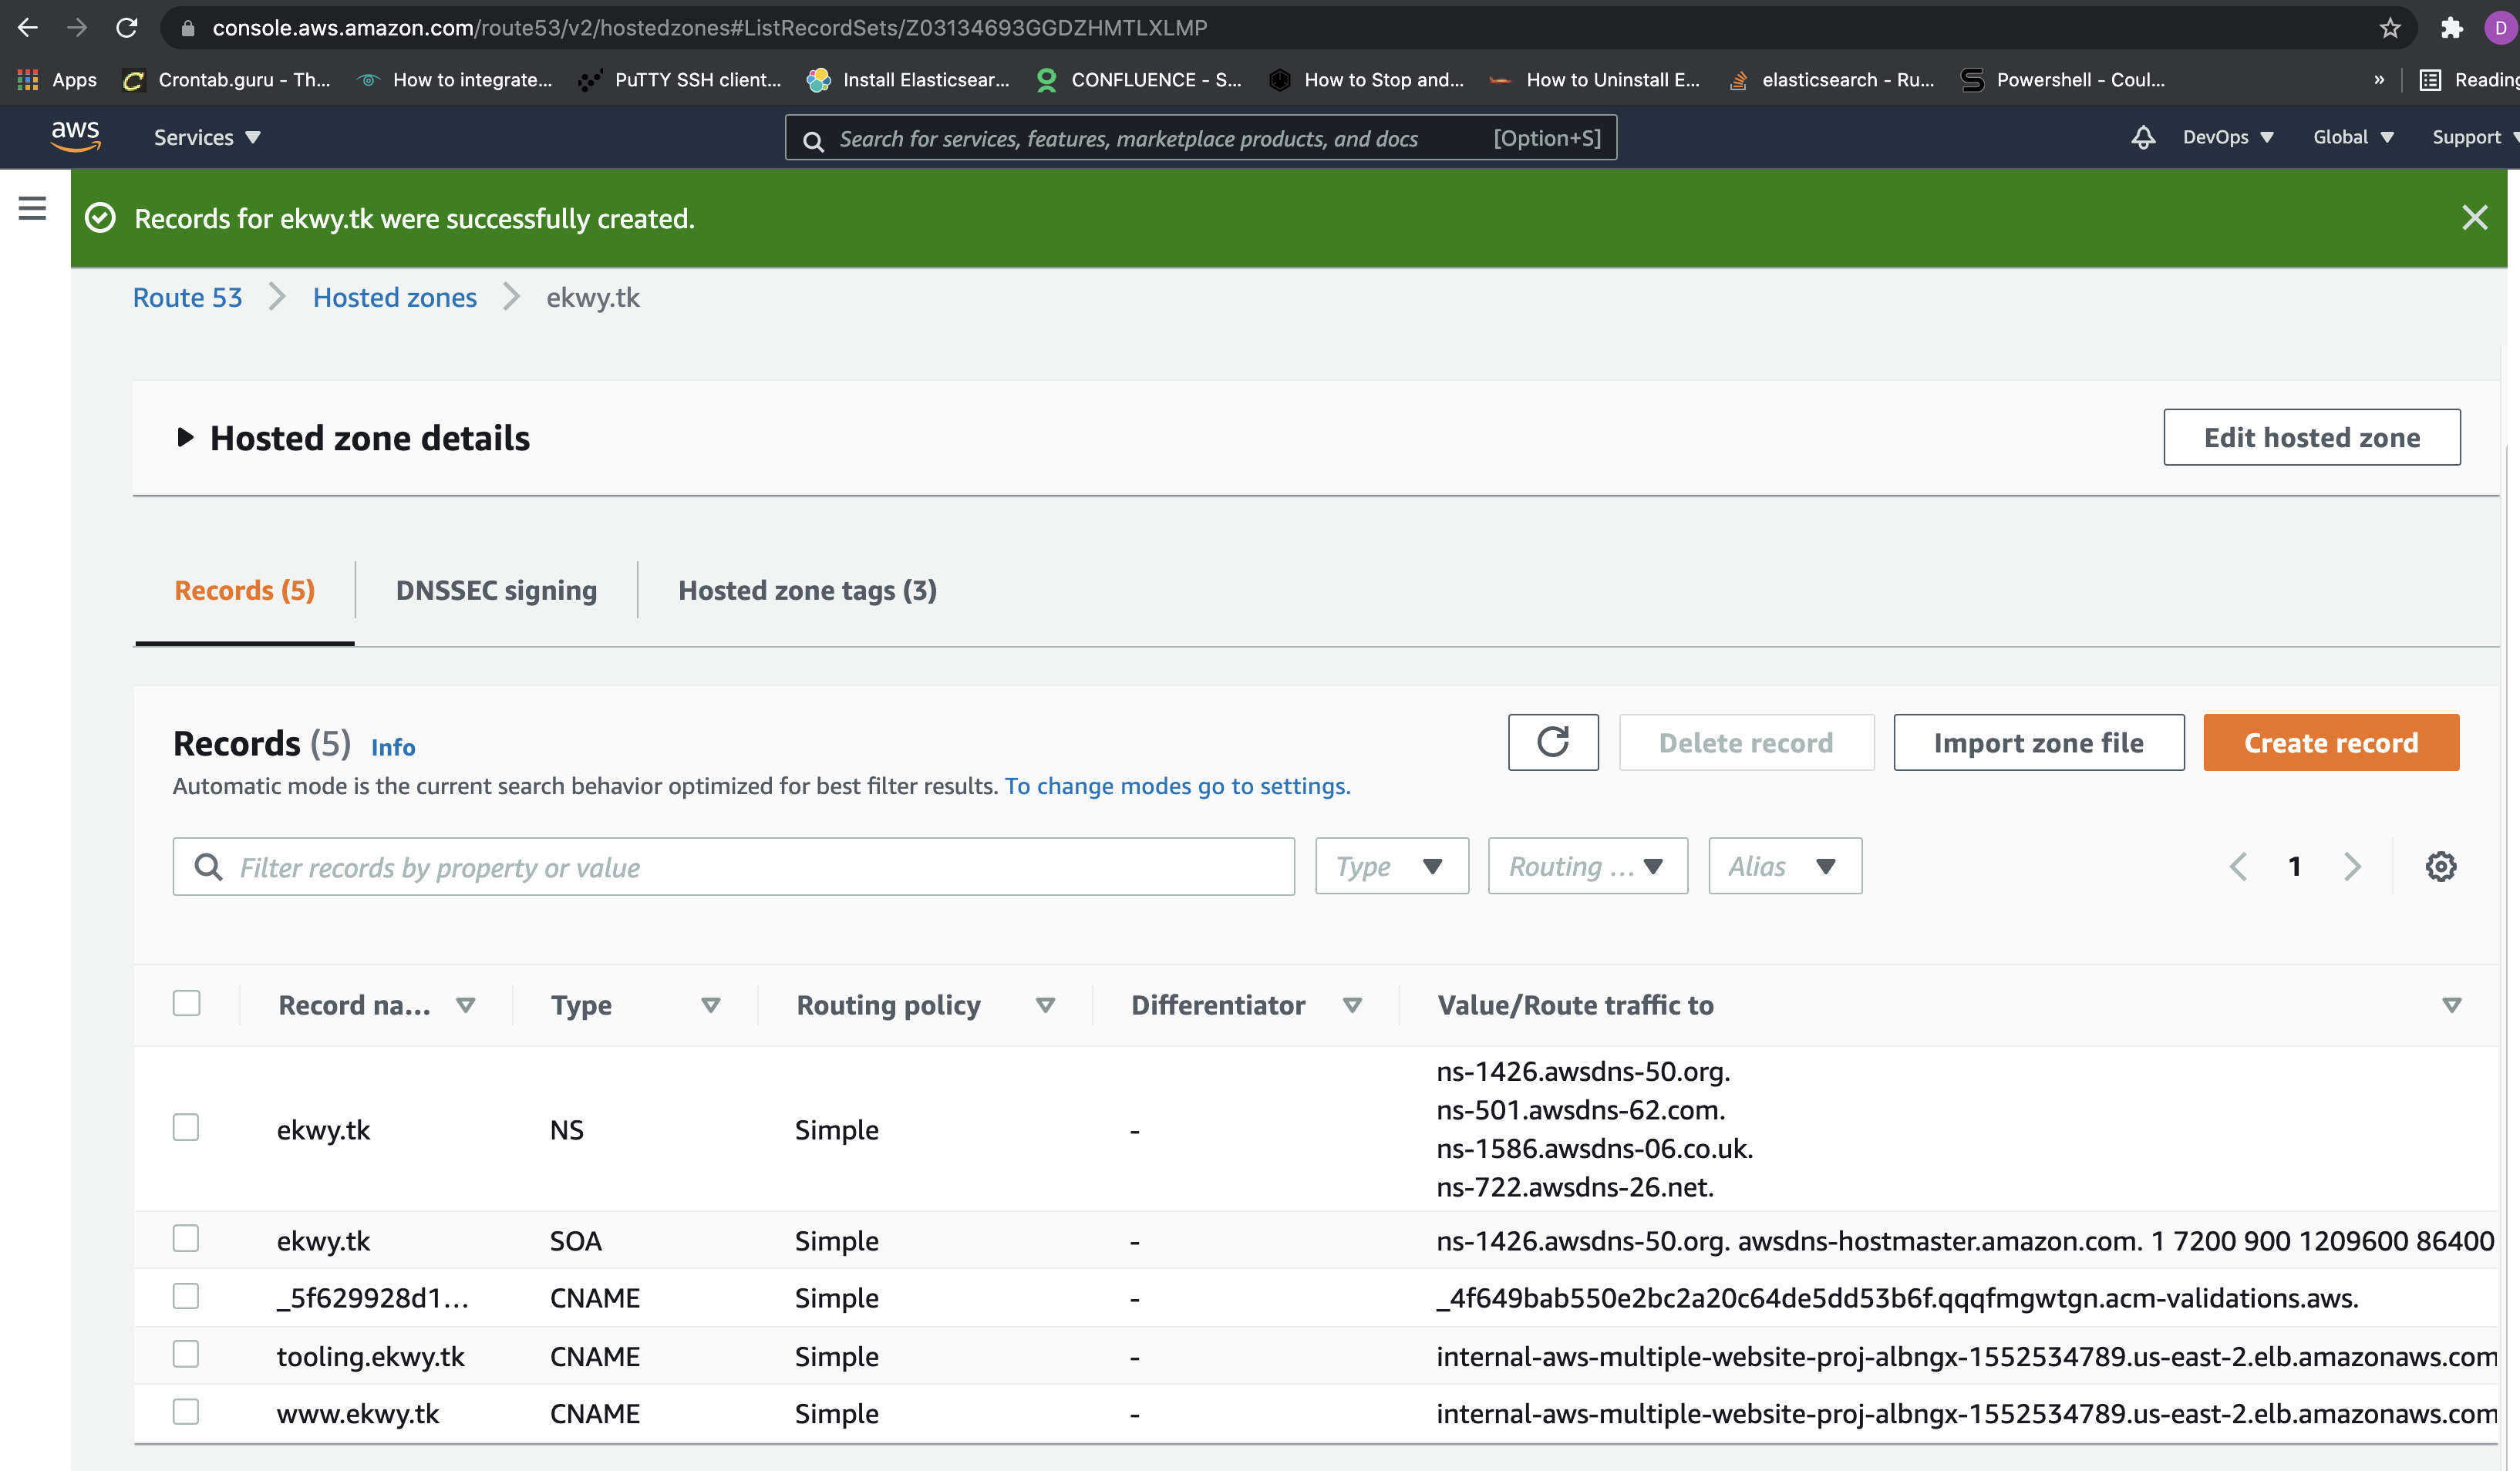 console.aws.amazon.com/route53/v2/hostedzones#ListRecordSets/Z03134693GGDZHMTLXLMP
D
Apps Crontab.guru - Th... How to integrate... PuTTY SSH client... Install Elasticsear... CONFLUENCE - S... How to Stop and... How to Uninstall E... elasticsearch - Ru... Powershell - Coul... » Reading
aws Services Search for services, features, marketplace products, and docs [Option+S] DevOps Global Support
Records for ekwy.tk were successfully created.
Route 53 Hosted zones ekwy.tk
Hosted zone details Edit hosted zone
Records (5) DNSSEC signing Hosted zone tags (3)
Records (5) Info Delete record Import zone file Create record
Automatic mode is the current search behavior optimized for best filter results. To change modes go to settings.
Filter records by property or value Type Routing ... Alias 1
Record na... Type Routing policy Differentiator Value/Route traffic to
ns-1426.awsdns-50.org.
ns-501.awsdns-62.com.
ekwy.tk NS Simple -
ns-1586.awsdns-06.co.uk.
ns-722.awsdns-26.net.
ekwy.tk SOA Simple - ns-1426.awsdns-50.org. awsdns-hostmaster.amazon.com. 1 7200 900 1209600 86400
_5f629928d1... CNAME Simple - _4f649bab550e2bc2a20c64de5dd53b6f.qqqfmgwtgn.acm-validations.aws.
tooling.ekwy.tk CNAME Simple - internal-aws-multiple-website-proj-albngx-1552534789.us-east-2.elb.amazonaws.com
www.ekwy.tk CNAME Simple - internal-aws-multiple-website-proj-albngx-1552534789.us-east-2.elb.amazonaws.com